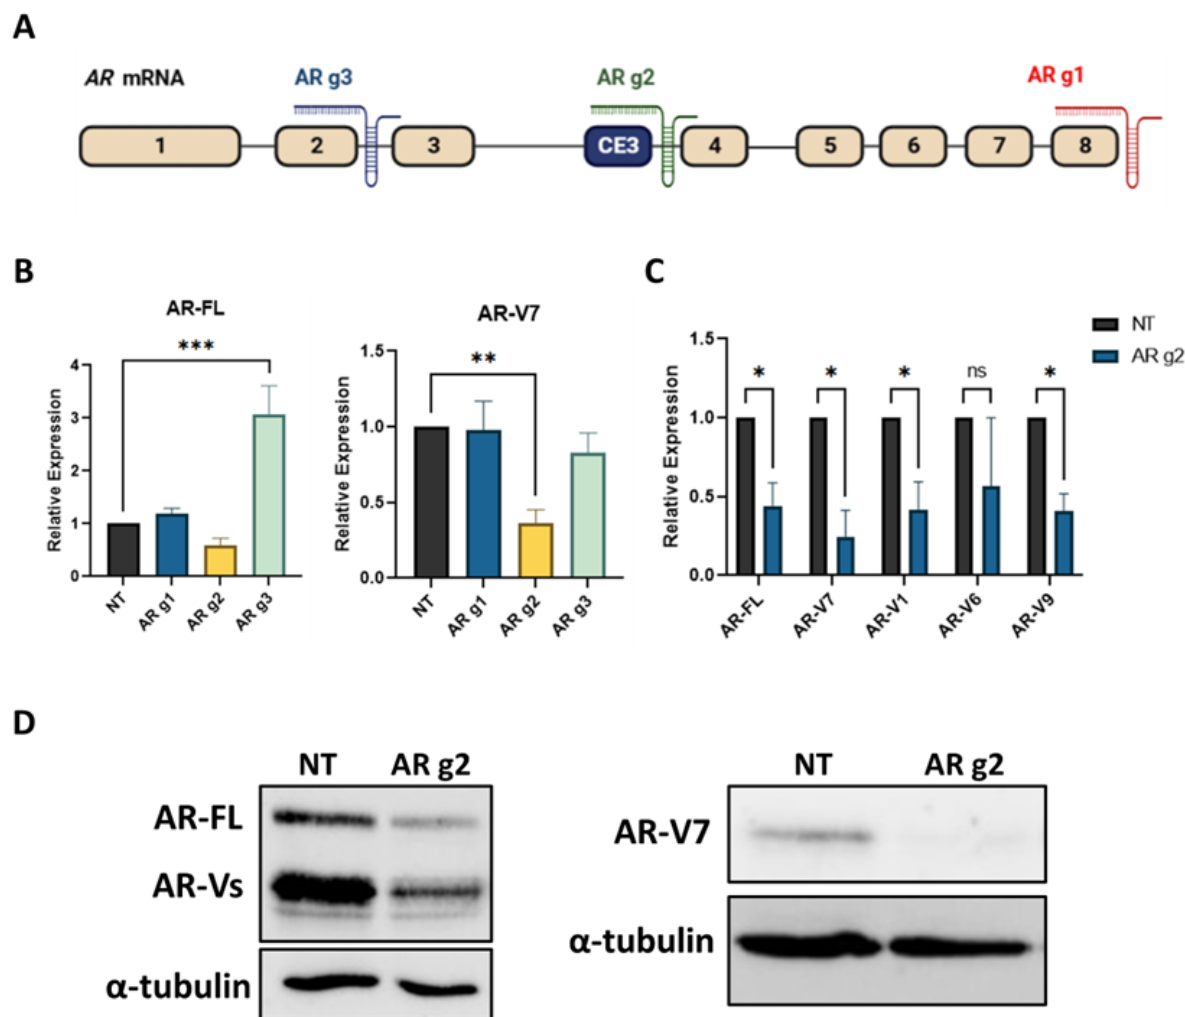 A
AR mRNA
AR g3
AR g2
AR g1
1
2
3
CE3
4
5
6
7
8
B
AR-FL
***
Relative Expression
4
3
2
1
0
NT
AR g1
AR g2
AR g3
AR-V7
**
Relative Expression
1.5
1.0
0.5
0.0
NT
AR g1
AR g2
AR g3
C
NT
AR g2
Relative Expression
1.5
1.0
0.5
0.0
*
*
*
ns
*
AR-FL
AR-V7
AR-V1
AR-V6
AR-V9
D
NT
AR g2
AR-FL
AR-Vs
α-tubulin
NT
AR g2
AR-V7
α-tubulin